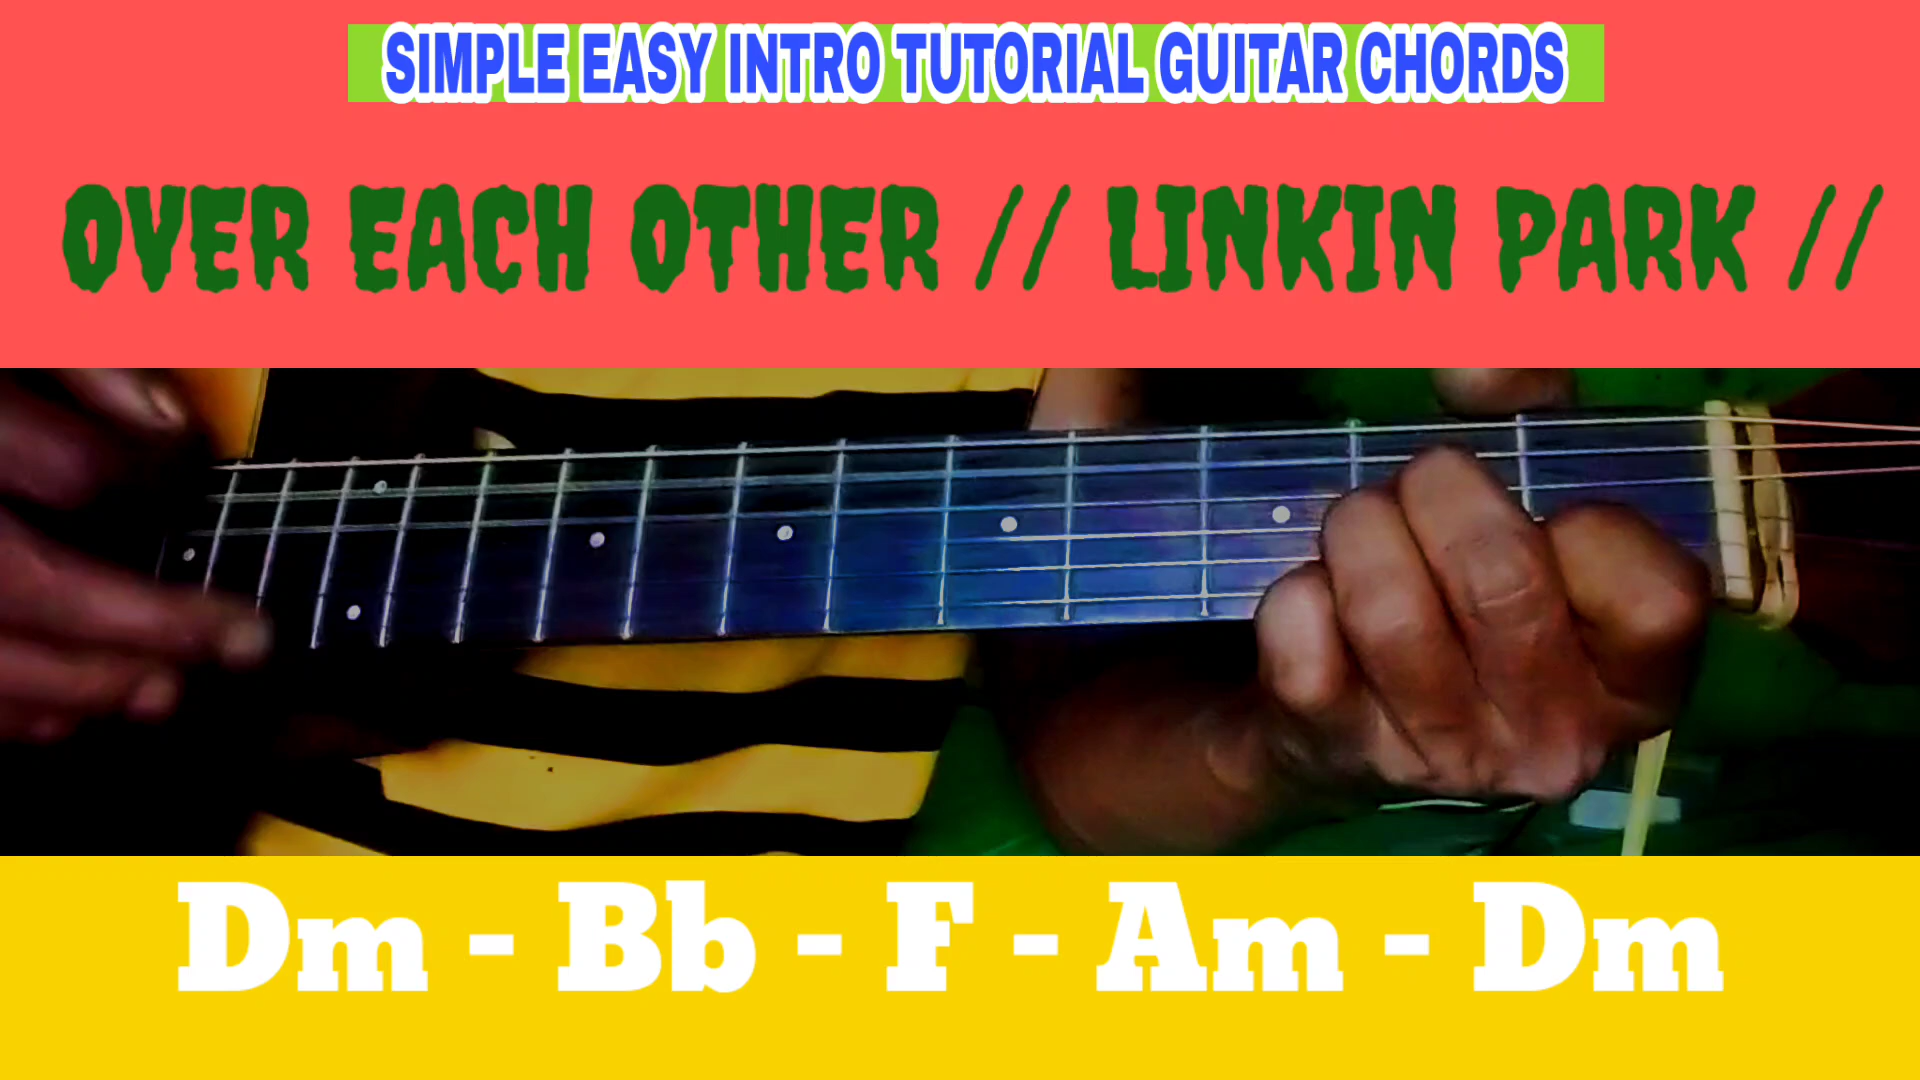 SIMPLE EASY INTRO TUTORIAL GUITAR CHORDS
OVER EACH OTHER // LINKIN PARK //
Dm - Bb - F - Am - Dm